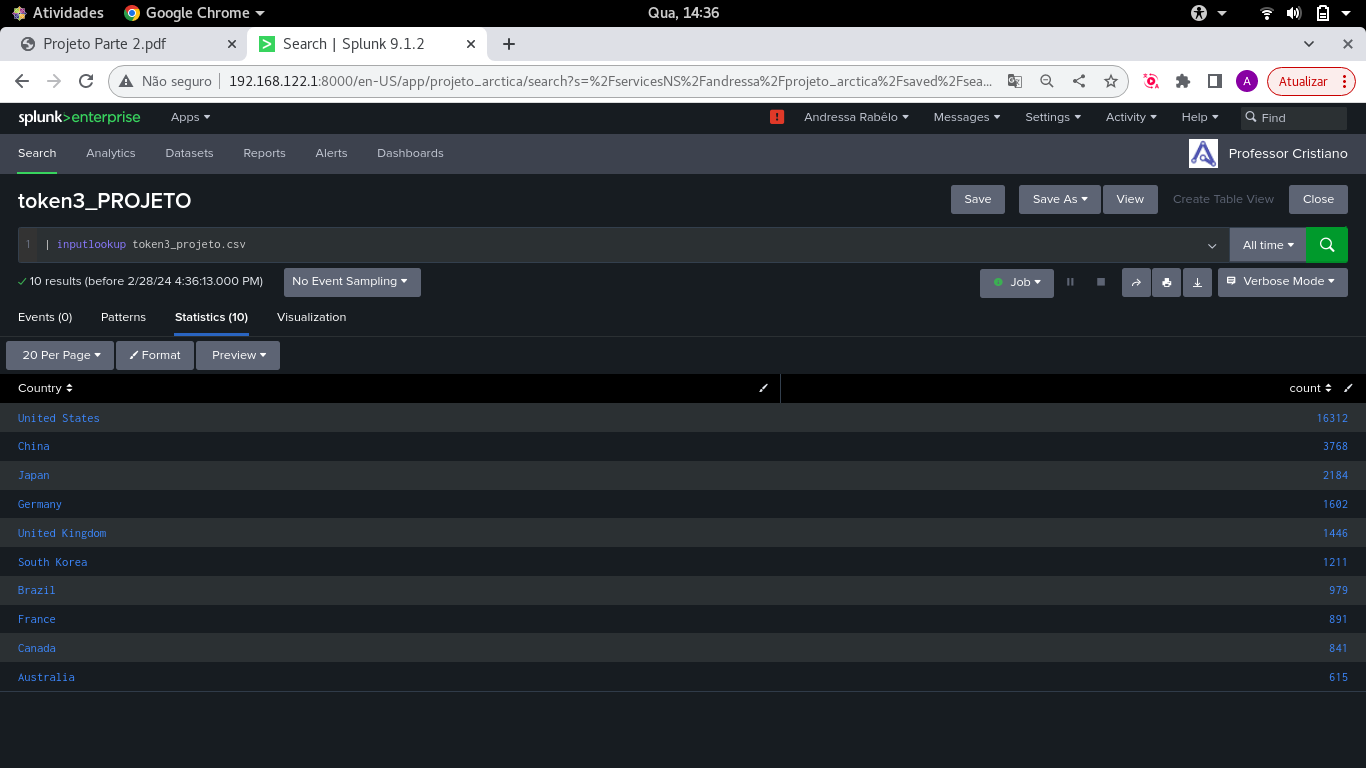 Atividades Google Chrome Qua, 14:36
Projeto Parte 2.pdf Search | Splunk 9.1.2
Não seguro 192.168.122.1:8000/en-US/app/projeto_arctica/search?s=%2FservicesNS%2Fandressa%2Fprojeto_arctica%2Fsaved%2Fsea... A Atualizar
splunk>enterprise Apps Andressa Rabêlo Messages Settings Activity Help Find
Search Analytics Datasets Reports Alerts Dashboards Professor Cristiano
token3_PROJETO Save Save As View Create Table View Close
1 | inputlookup token3_projeto.csv All time
10 results (before 2/28/24 4:36:13.000 PM) No Event Sampling Job Verbose Mode
Events (0) Patterns Statistics (10) Visualization
20 Per Page Format Preview
Country count
United States 16312
China 3768
Japan 2184
Germany 1602
United Kingdom 1446
South Korea 1211
Brazil 979
France 891
Canada 841
Australia 615